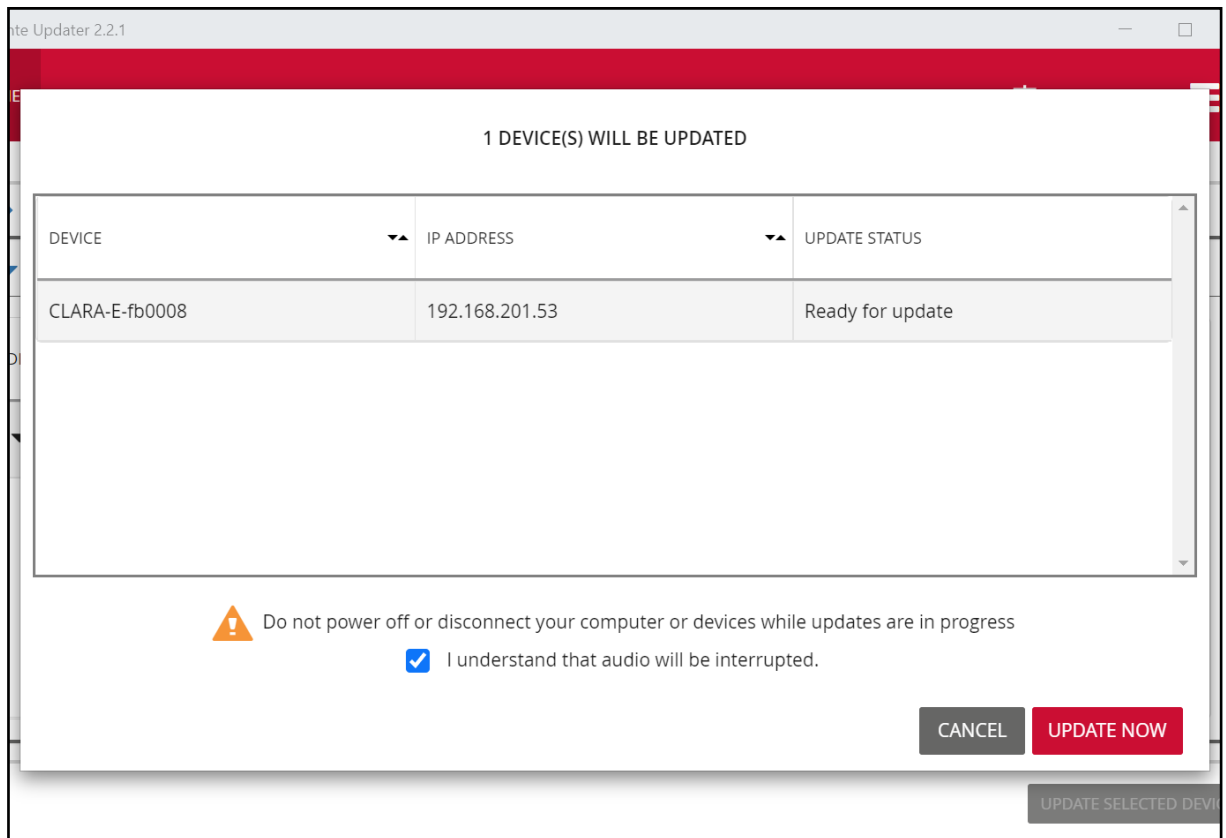 nte Updater 2.2.1
1 DEVICE(S) WILL BE UPDATED
DEVICE IP ADDRESS UPDATE STATUS
CLARA-E-fb0008 192.168.201.53 Ready for update
Do not power off or disconnect your computer or devices while updates are in progress
I understand that audio will be interrupted.
CANCEL UPDATE NOW
UPDATE SELECTED DEVI